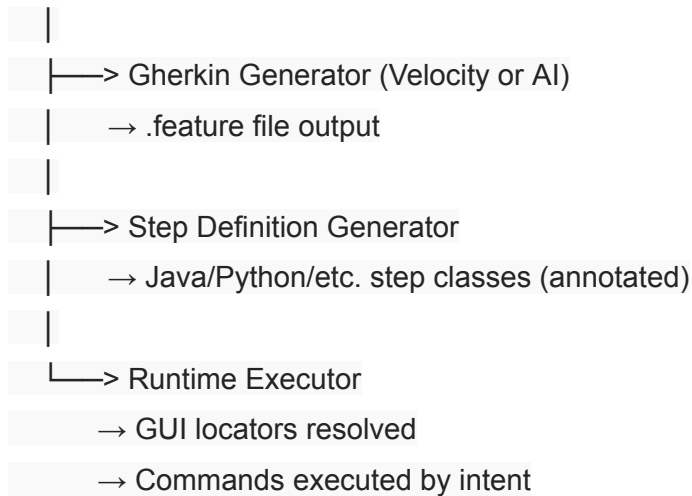 │
├──> Gherkin Generator (Velocity or AI)
│ → .feature file output
│
├──> Step Definition Generator
│ → Java/Python/etc. step classes (annotated)
│
└──> Runtime Executor
→ GUI locators resolved
→ Commands executed by intent